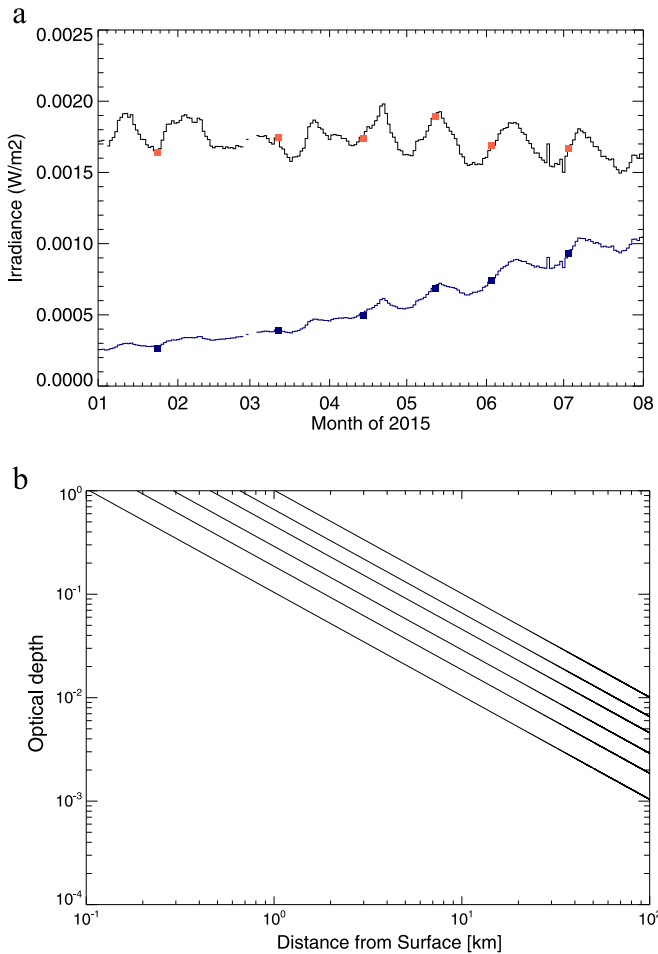 a
0.0025
0.0020
0.0015
0.0010
0.0005
0.0000
Irradiance (W/m2)
01 02 03 04 05 06 07 08
Month of 2015
b
10^0
10^-1
10^-2
10^-3
10^-4
Optical depth
10^-1 10^0 10^1 10^2
Distance from Surface [km]